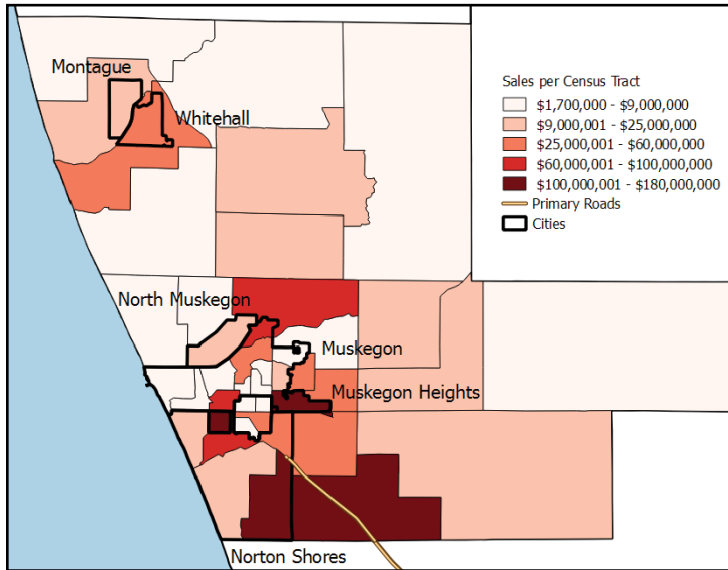 Montague
Whitehall
Sales per Census Tract
$1,700,000 - $9,000,000
$9,000,001 - $25,000,000
$25,000,001 - $60,000,000
$60,000,001 - $100,000,000
$100,000,001 - $180,000,000
Primary Roads
Cities
North Muskegon
Muskegon
Muskegon Heights
Norton Shores